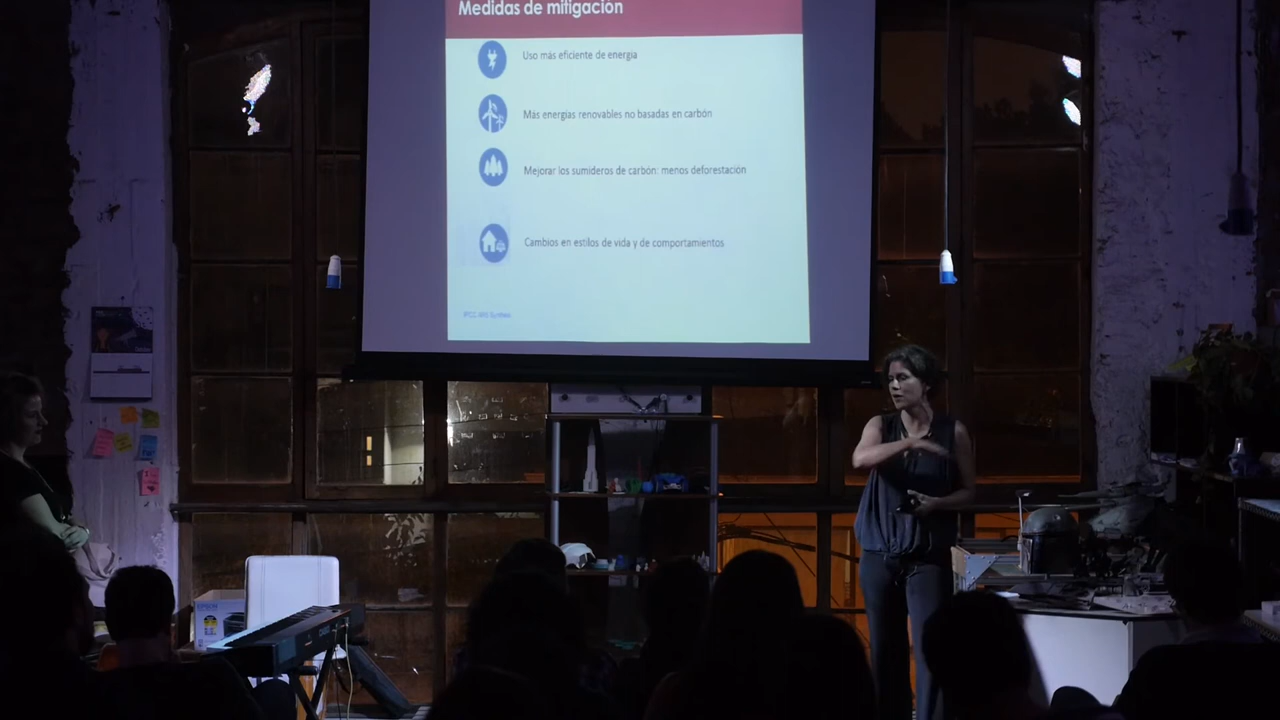 Medidas de mitigación
Uso más eficiente de energía
Más energías renovables no basadas en carbón
Mejorar los sumideros de carbón: menos deforestación
Cambios en estilos de vida y de comportamientos
EPSON